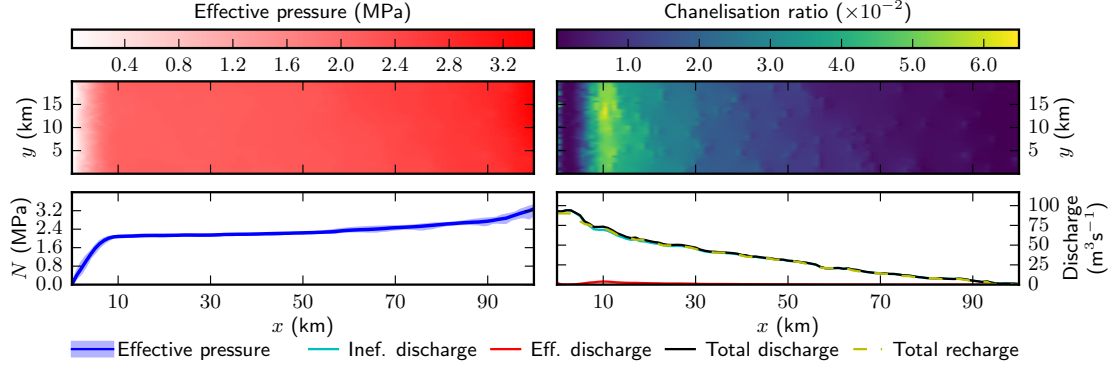 Effective pressure (MPa)
Chanelisation ratio (×10⁻²)
0.4 0.8 1.2 1.6 2.0 2.4 2.8 3.2
1.0 2.0 3.0 4.0 5.0 6.0
y (km)
15
10
5
15
10
5
y (km)
N (MPa)
3.2
2.4
1.6
0.8
0.0
100
75
50
25
0
Discharge
(m³s⁻¹)
10 30 50 70 90
10 30 50 70 90
x (km)
x (km)
Effective pressure Inef. discharge Eff. discharge Total discharge Total recharge